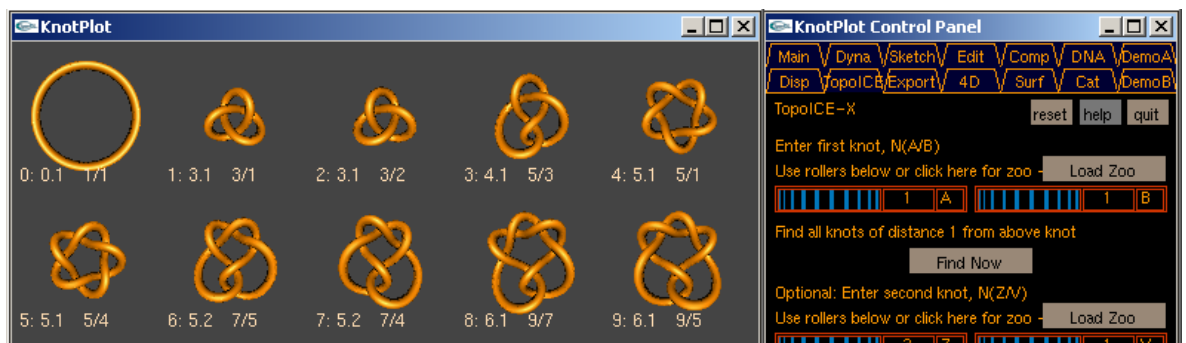 KnotPlot
0: 0.1 1/1
1: 3.1 3/1
2: 3.1 3/2
3: 4.1 5/3
4: 5.1 5/1
5: 5.1 5/4
6: 5.2 7/5
7: 5.2 7/4
8: 6.1 9/7
9: 6.1 9/5
KnotPlot Control Panel
Main Dyna Sketch Edit Comp DNA DemoA
Disp TopoICE Export 4D Surf Cat DemoB
TopoICE-X reset help quit
Enter first knot, N(A/B)
Use rollers below or click here for zoo - Load Zoo
1 A 1 B
Find all knots of distance 1 from above knot
Find Now
Optional: Enter second knot, N(Z/V)
Use rollers below or click here for zoo - Load Zoo